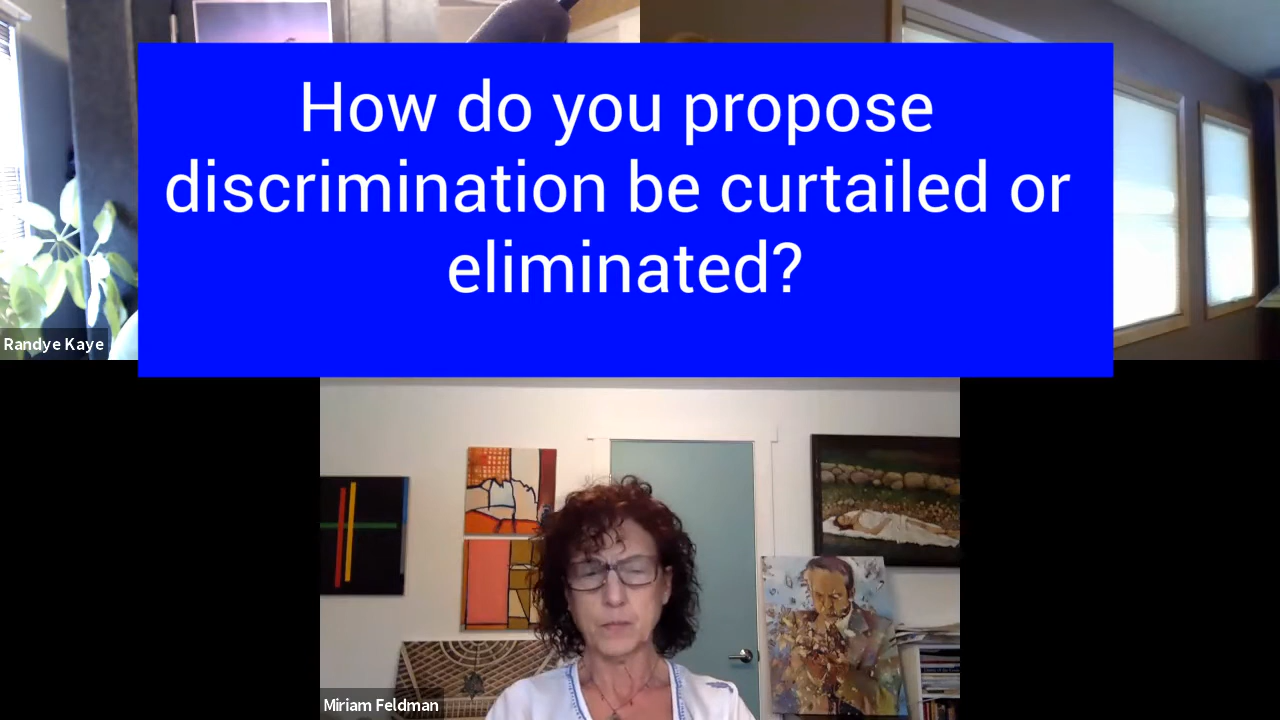 How do you propose
discrimination be curtailed or
eliminated?
Randye Kaye
Miriam Feldman